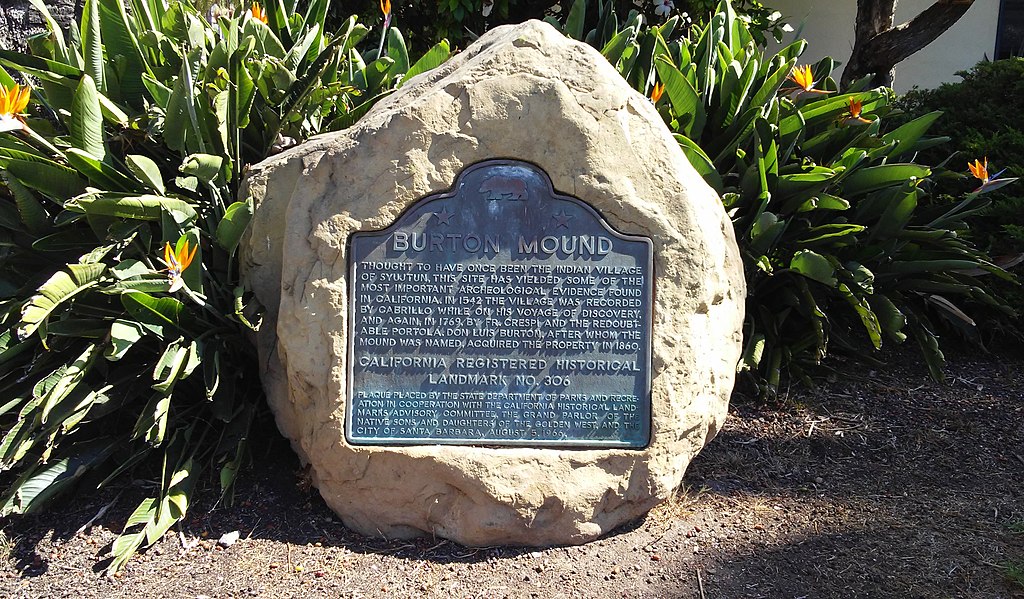 BURTON MOUND
THOUGHT TO HAVE ONCE BEEN THE INDIAN VILLAGE
OF SYUJTUN, THIS SITE HAS YIELDED SOME OF THE
MOST IMPORTANT ARCHEOLOGICAL EVIDENCE FOUND
IN CALIFORNIA. IN 1542 THE VILLAGE WAS RECORDED
BY CABRILLO WHILE ON HIS VOYAGE OF DISCOVERY,
AND AGAIN, IN 1769, BY FR. CRESPI, AND THE REDOUBT-
ABLE PORTOLA. DON LUIS BURTON, AFTER WHOM THE
MOUND WAS NAMED, ACQUIRED THE PROPERTY IN 1860.
CALIFORNIA REGISTERED HISTORICAL
LANDMARK NO. 306
PLAQUE PLACED BY THE STATE DEPARTMENT OF PARKS AND RECRE-
ATION IN COOPERATION WITH THE CALIFORNIA HISTORICAL LAND
MARKS ADVISORY COMMITTEE, THE GRAND PARLOR OF THE
NATIVE SONS AND DAUGHTERS OF THE GOLDEN WEST, AND THE
CITY OF SANTA BARBARA, AUGUST 5,